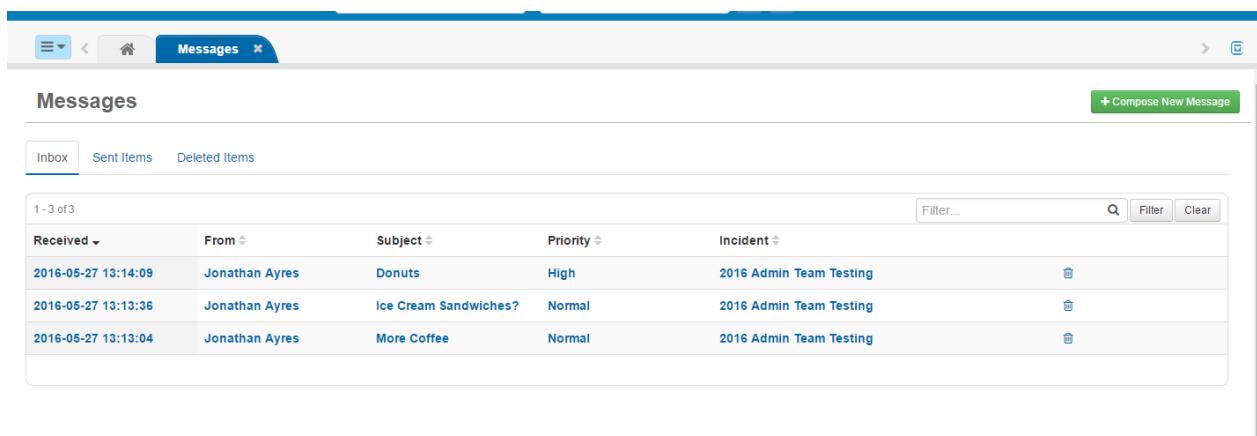 Messages
Messages
+ Compose New Message
Inbox Sent Items Deleted Items
1 - 3 of 3 Filter... Filter Clear
Received From Subject Priority Incident
2016-05-27 13:14:09 Jonathan Ayres Donuts High 2016 Admin Team Testing
2016-05-27 13:13:36 Jonathan Ayres Ice Cream Sandwiches? Normal 2016 Admin Team Testing
2016-05-27 13:13:04 Jonathan Ayres More Coffee Normal 2016 Admin Team Testing